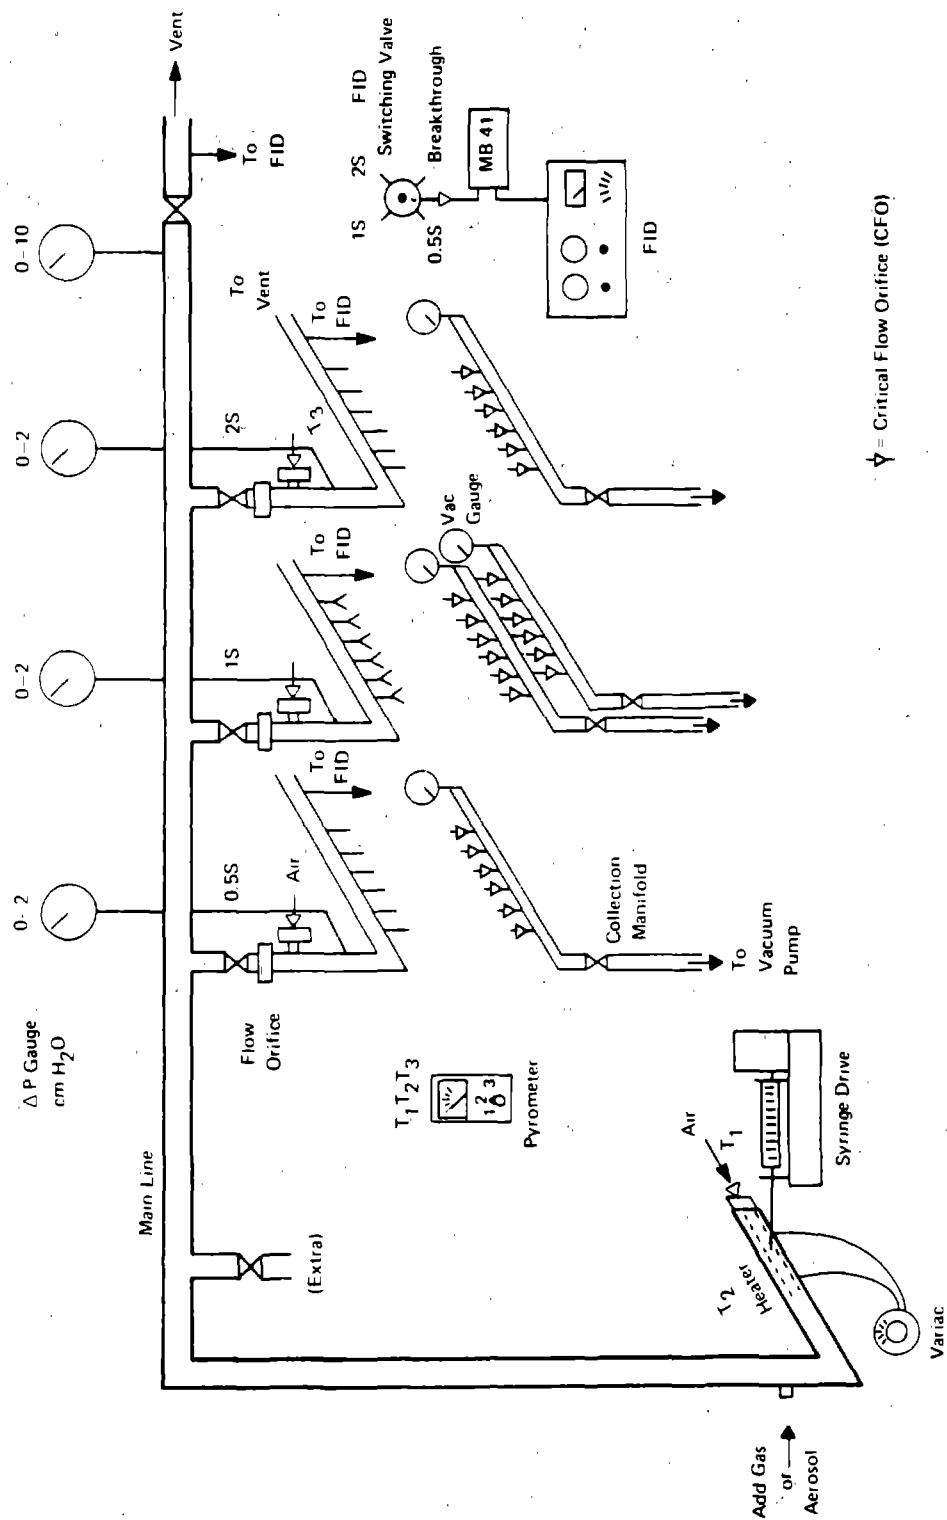 Δ P Gauge
cm H2O
0-2
0-2
0-2
0-10
Main Line
Vent
To
FID
(Extra)
Flow
Orifice
0.5S
Air
To
FID
1S
To
FID
2S
T3
To
Vent
To
FID
1S
2S
0.5S
FID
Switching Valve
Breakthrough
MB 41
FID
T1 T2 T3
1 2 3
Pyrometer
Vac
Gauge
Collection
Manifold
To
Vacuum
Pump
Air
T1
T2
Heater
Syringe Drive
Variac
Add Gas
or
Aerosol
= Critical Flow Orifice (CFO)